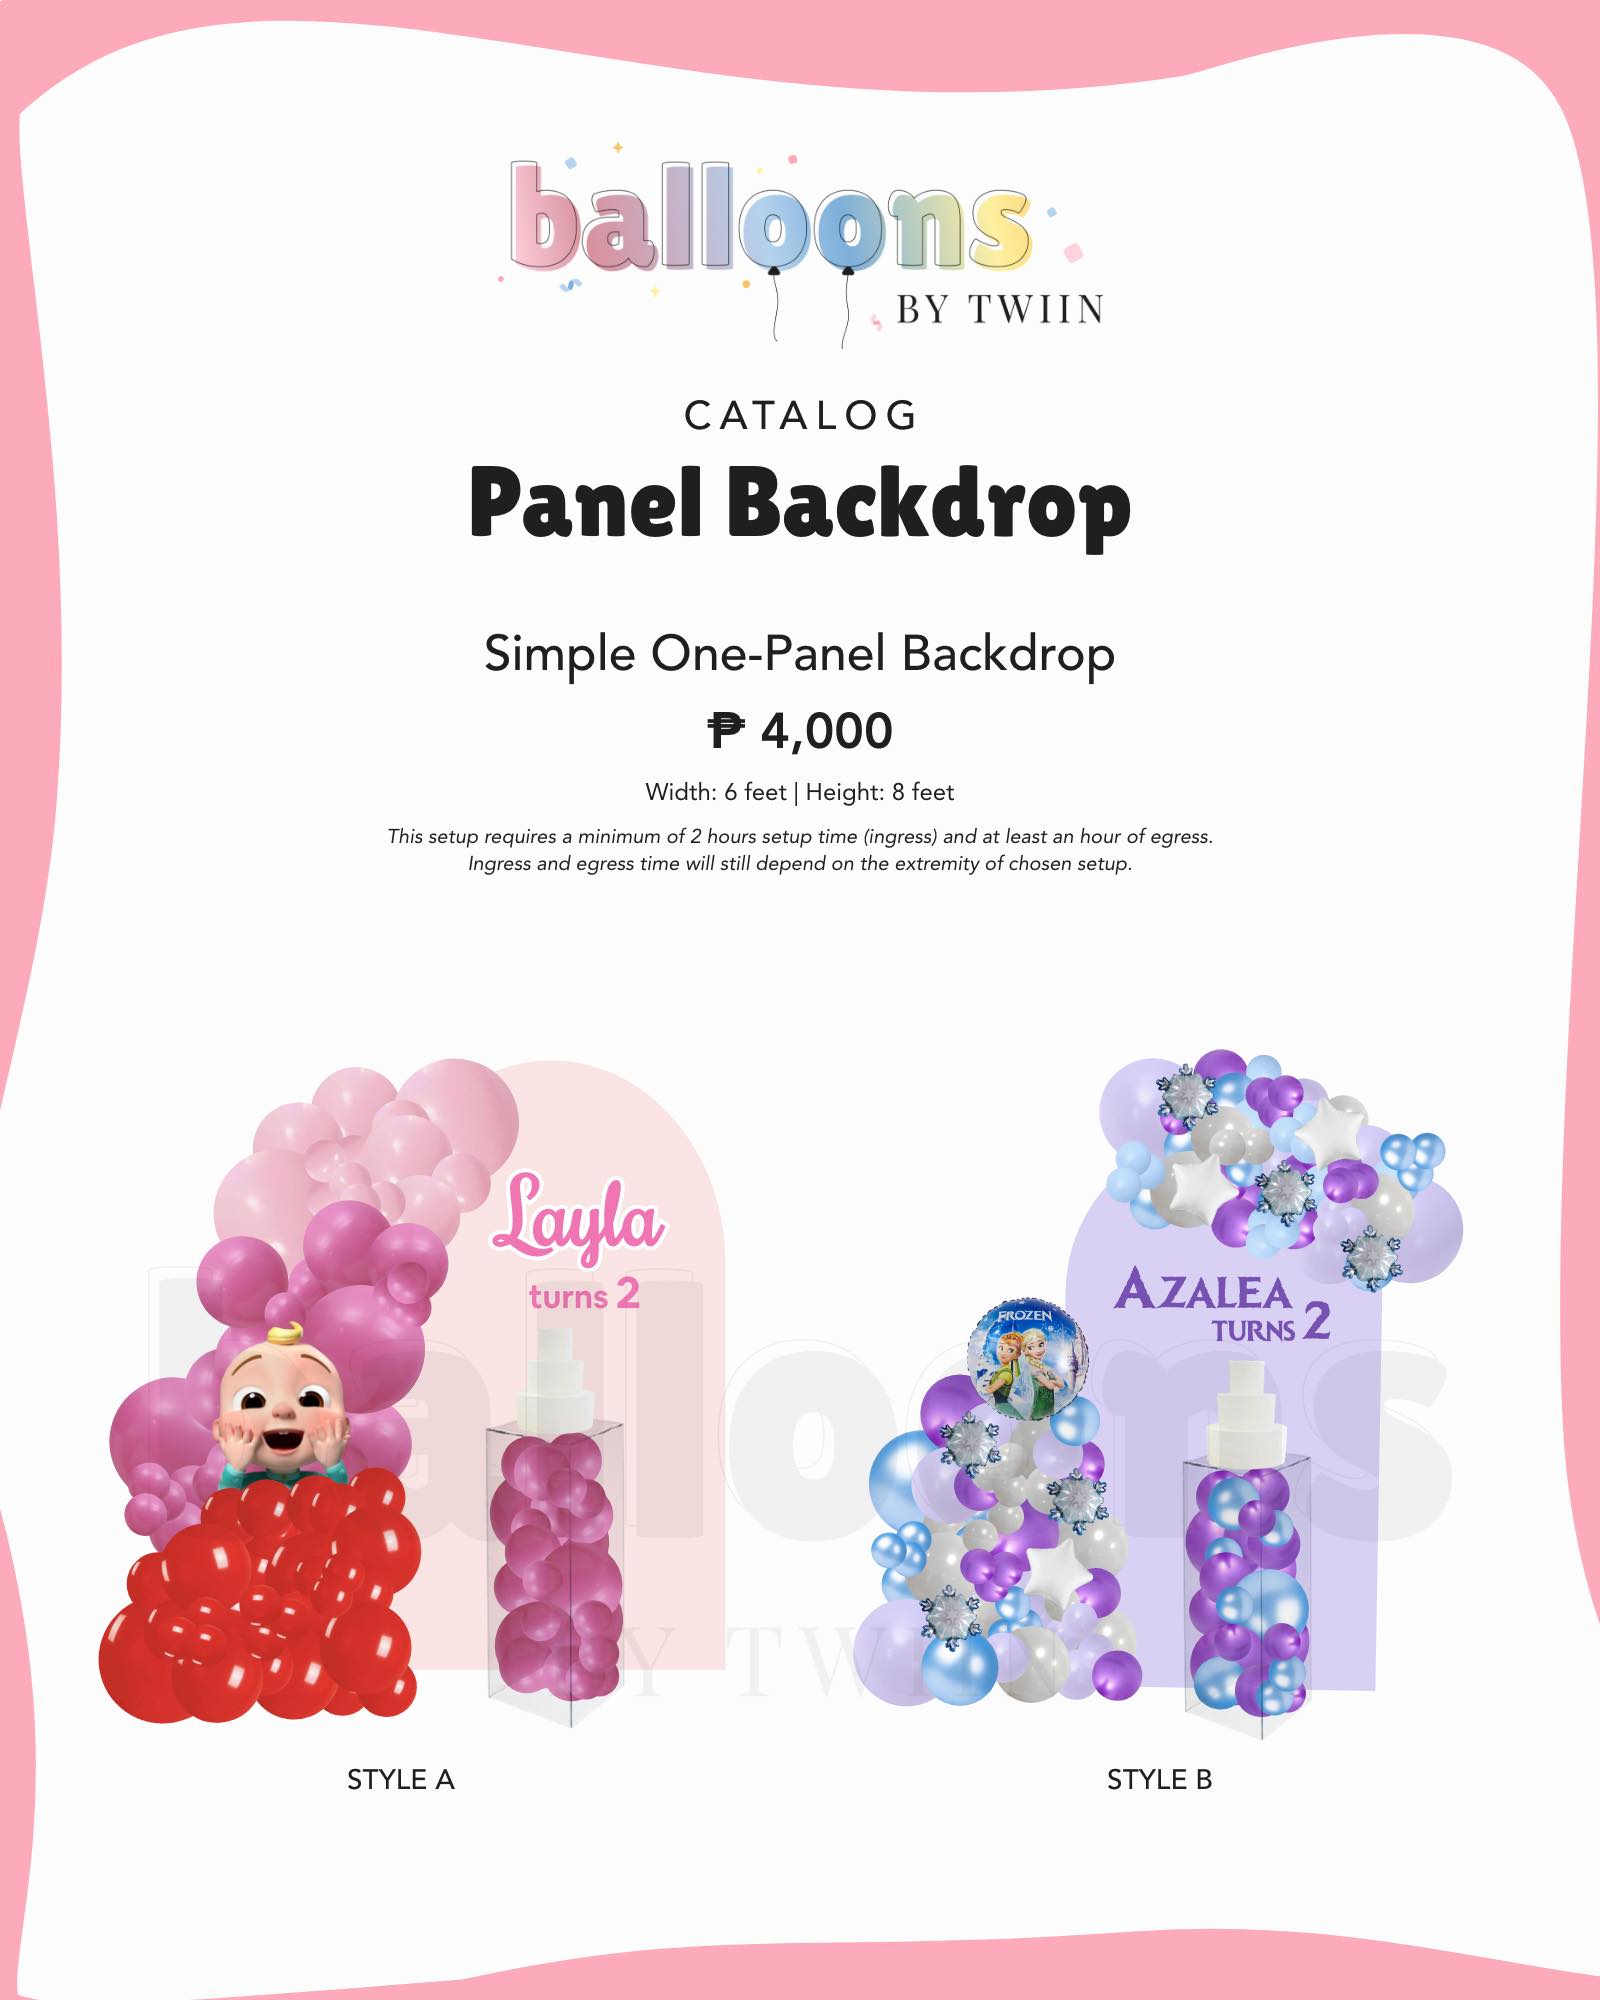 balloons
BY TWIIN
CATALOG
Panel Backdrop
Simple One-Panel Backdrop
₱ 4,000
Width: 6 feet | Height: 8 feet
This setup requires a minimum of 2 hours setup time (ingress) and at least an hour of egress.
Ingress and egress time will still depend on the extremity of chosen setup.
Layla
turns 2
FROZEN
AZALEA
TURNS 2
balloons
BY TWIIN
STYLE A
STYLE B